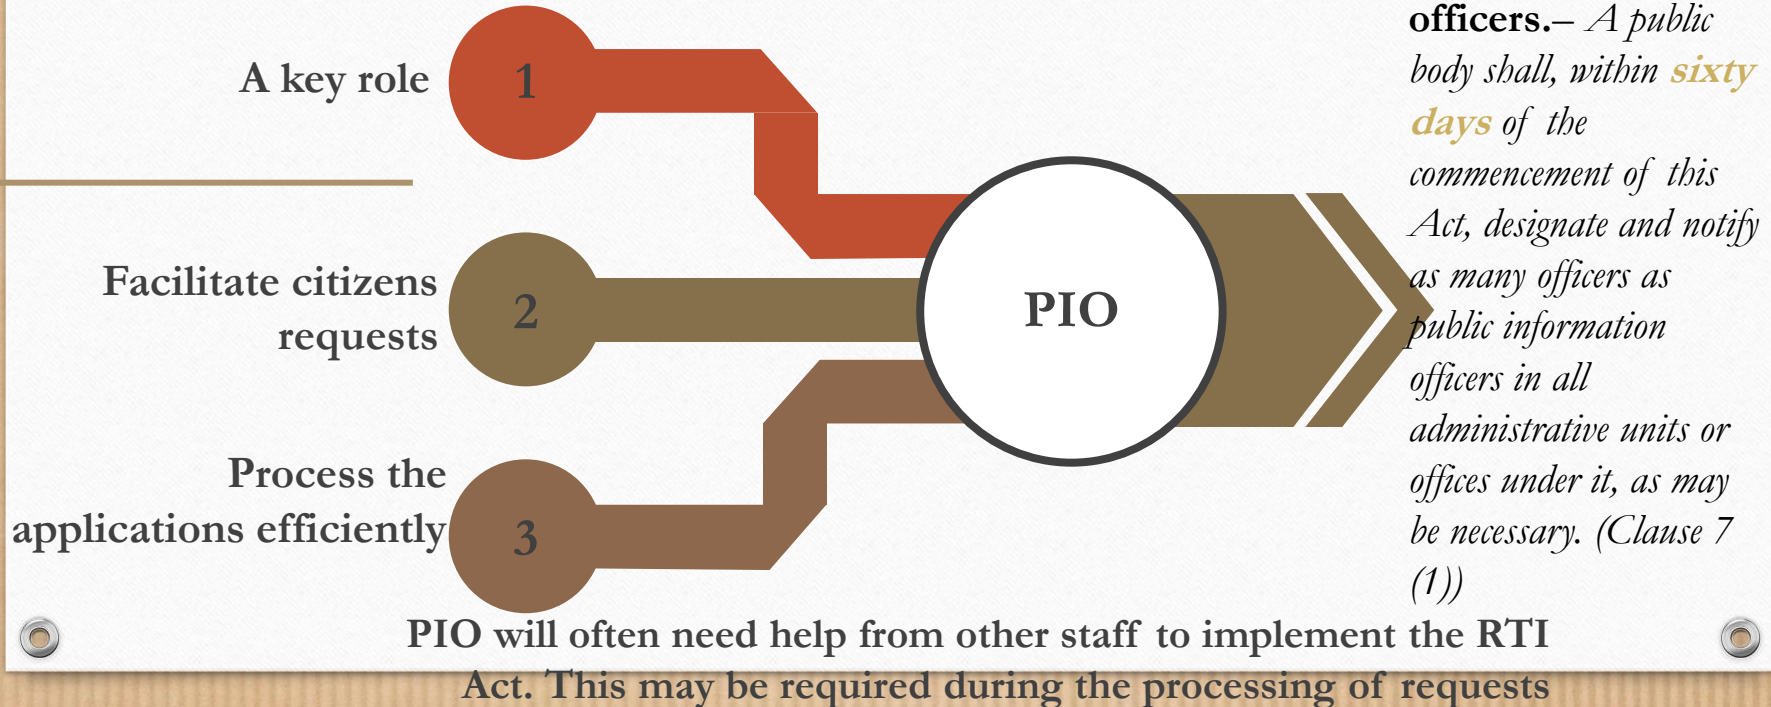 A key role
1
Facilitate citizens
requests
2
Process the
applications efficiently
3
PIO
officers.– A public
body shall, within sixty
days of the
commencement of this
Act, designate and notify
as many officers as
public information
officers in all
administrative units or
offices under it, as may
be necessary. (Clause 7
(1))
PIO will often need help from other staff to implement the RTI
Act. This may be required during the processing of requests